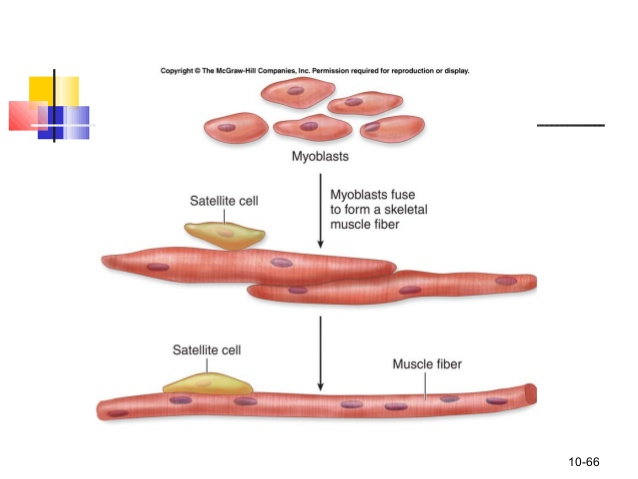 Copyright © The McGraw-Hill Companies, Inc. Permission required for reproduction or display.
Myoblasts
Satellite cell
Myoblasts fuse
to form a skeletal
muscle fiber
Satellite cell
Muscle fiber
10-66